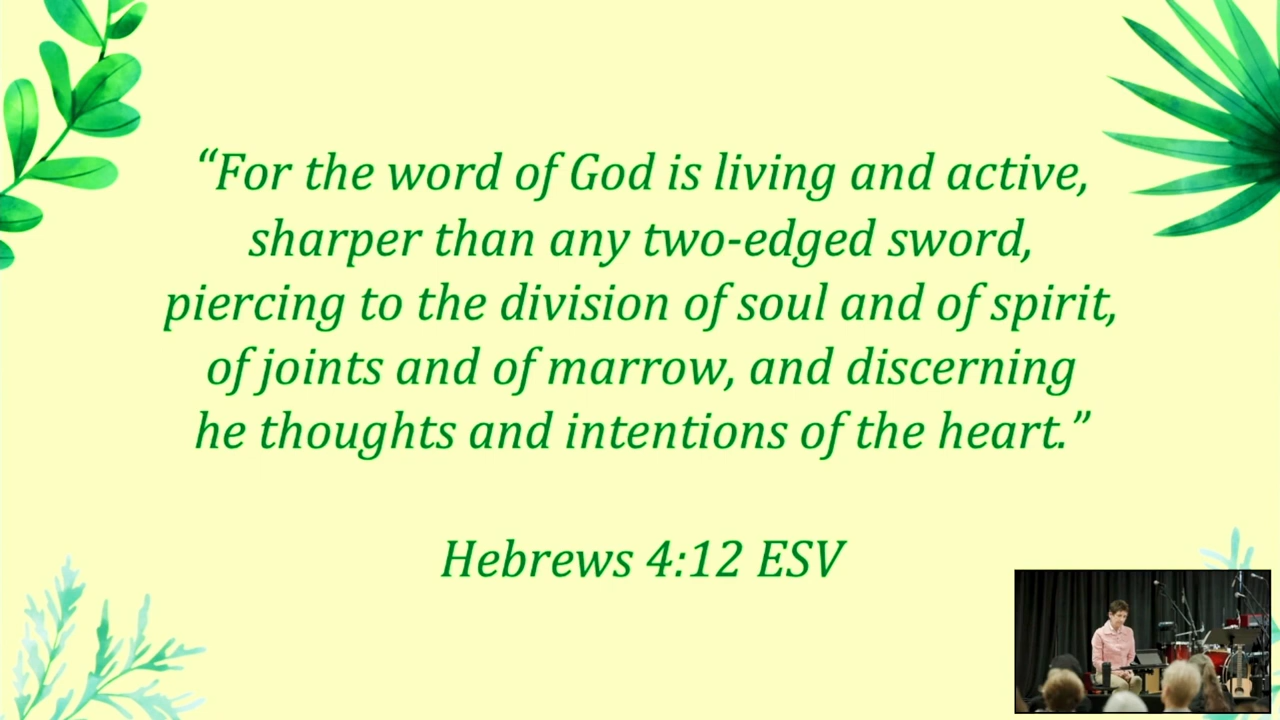 “For the word of God is living and active,
sharper than any two-edged sword,
piercing to the division of soul and of spirit,
of joints and of marrow, and discerning
he thoughts and intentions of the heart.”
Hebrews 4:12 ESV